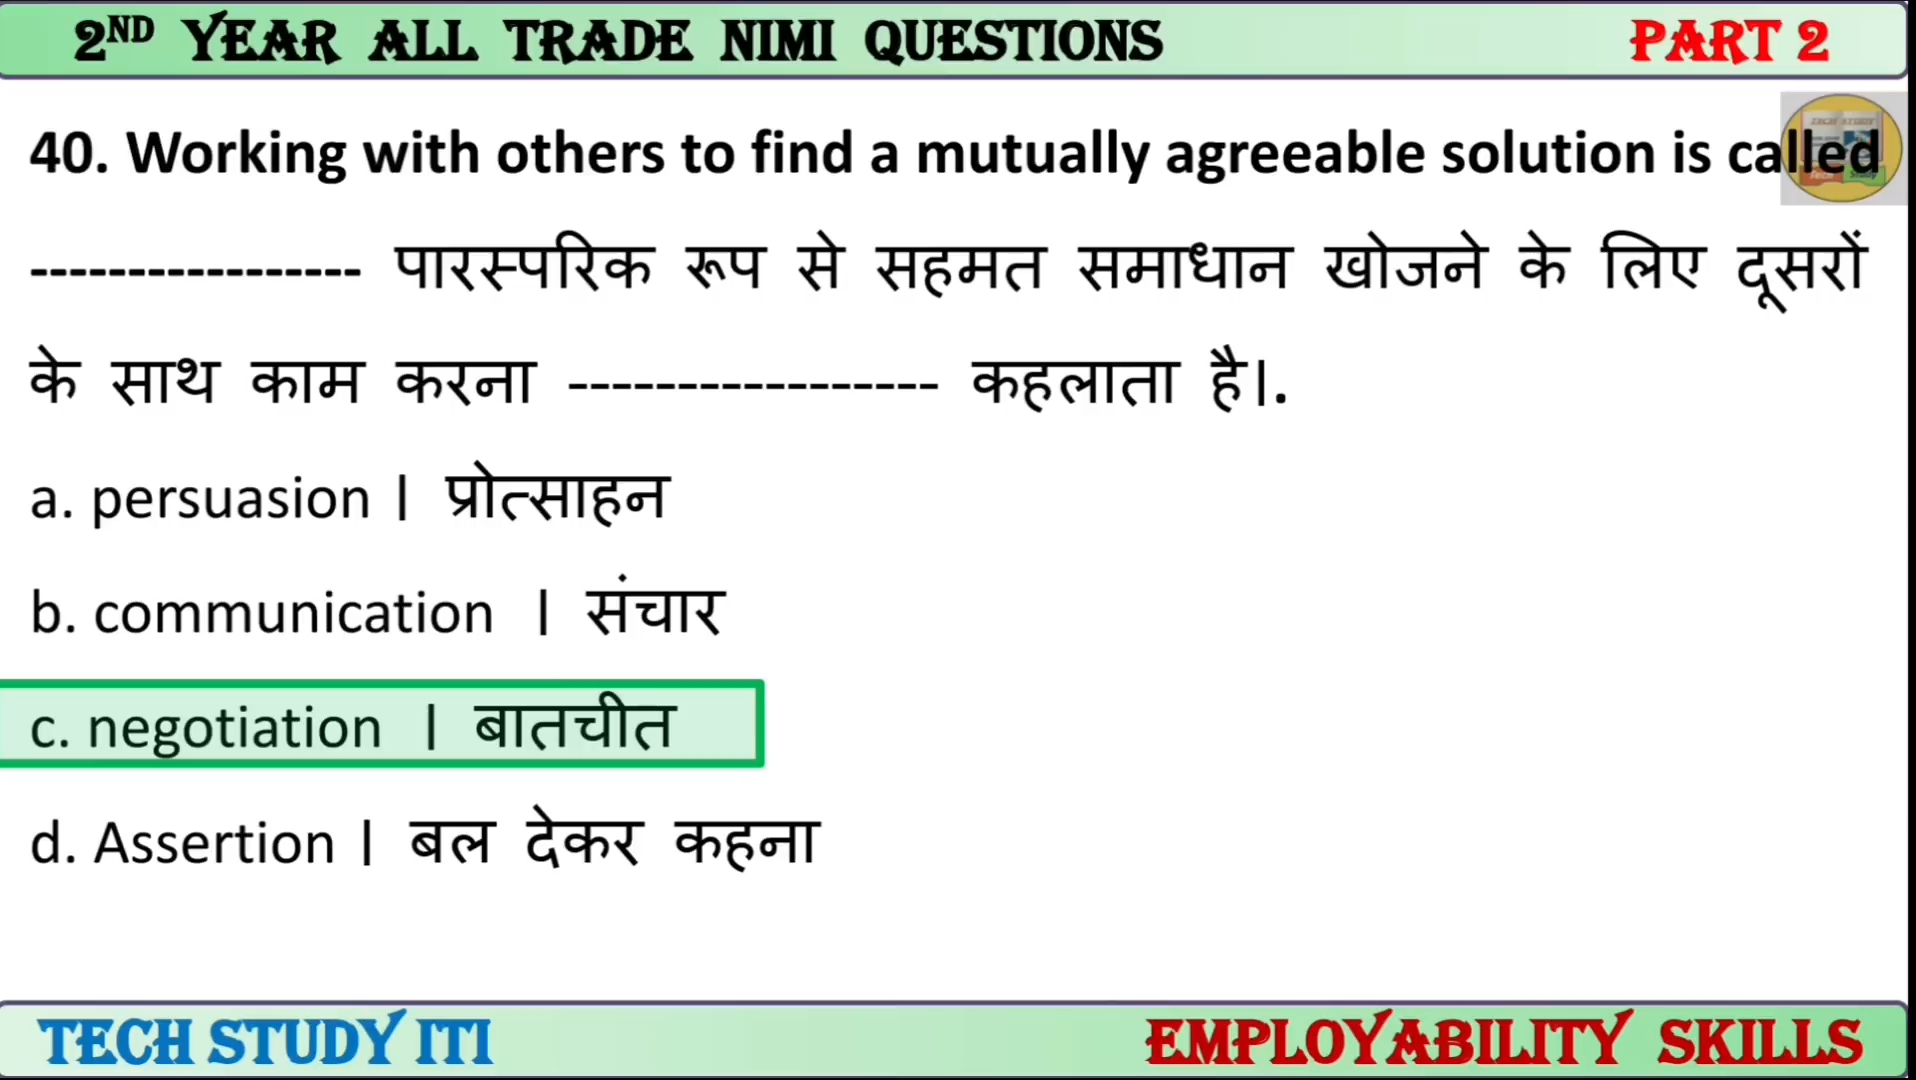 2ND YEAR ALL TRADE NIMI QUESTIONS PART 2
40. Working with others to find a mutually agreeable solution is called
----------------- पारस्परिक रूप से सहमत समाधान खोजने के लिए दूसरों
के साथ काम करना ----------------- कहलाता है।.
a. persuasion | प्रोत्साहन
b. communication | संचार
c. negotiation | बातचीत
d. Assertion | बल देकर कहना
TECH STUDY ITI EMPLOYABILITY SKILLS